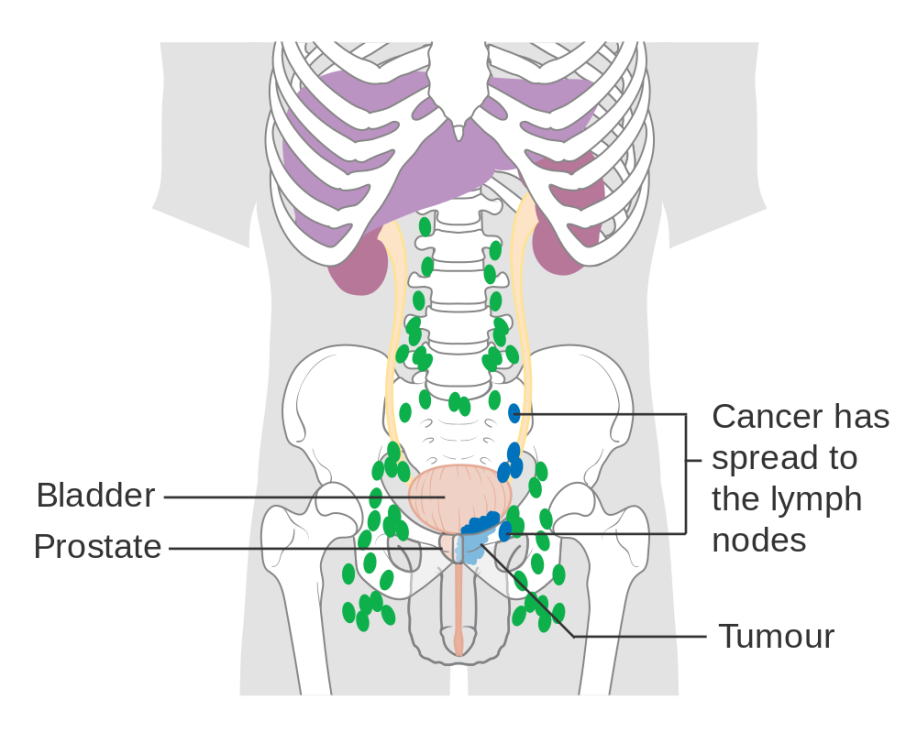 Cancer has
spread to
the lymph
nodes
Bladder
Prostate
Tumour